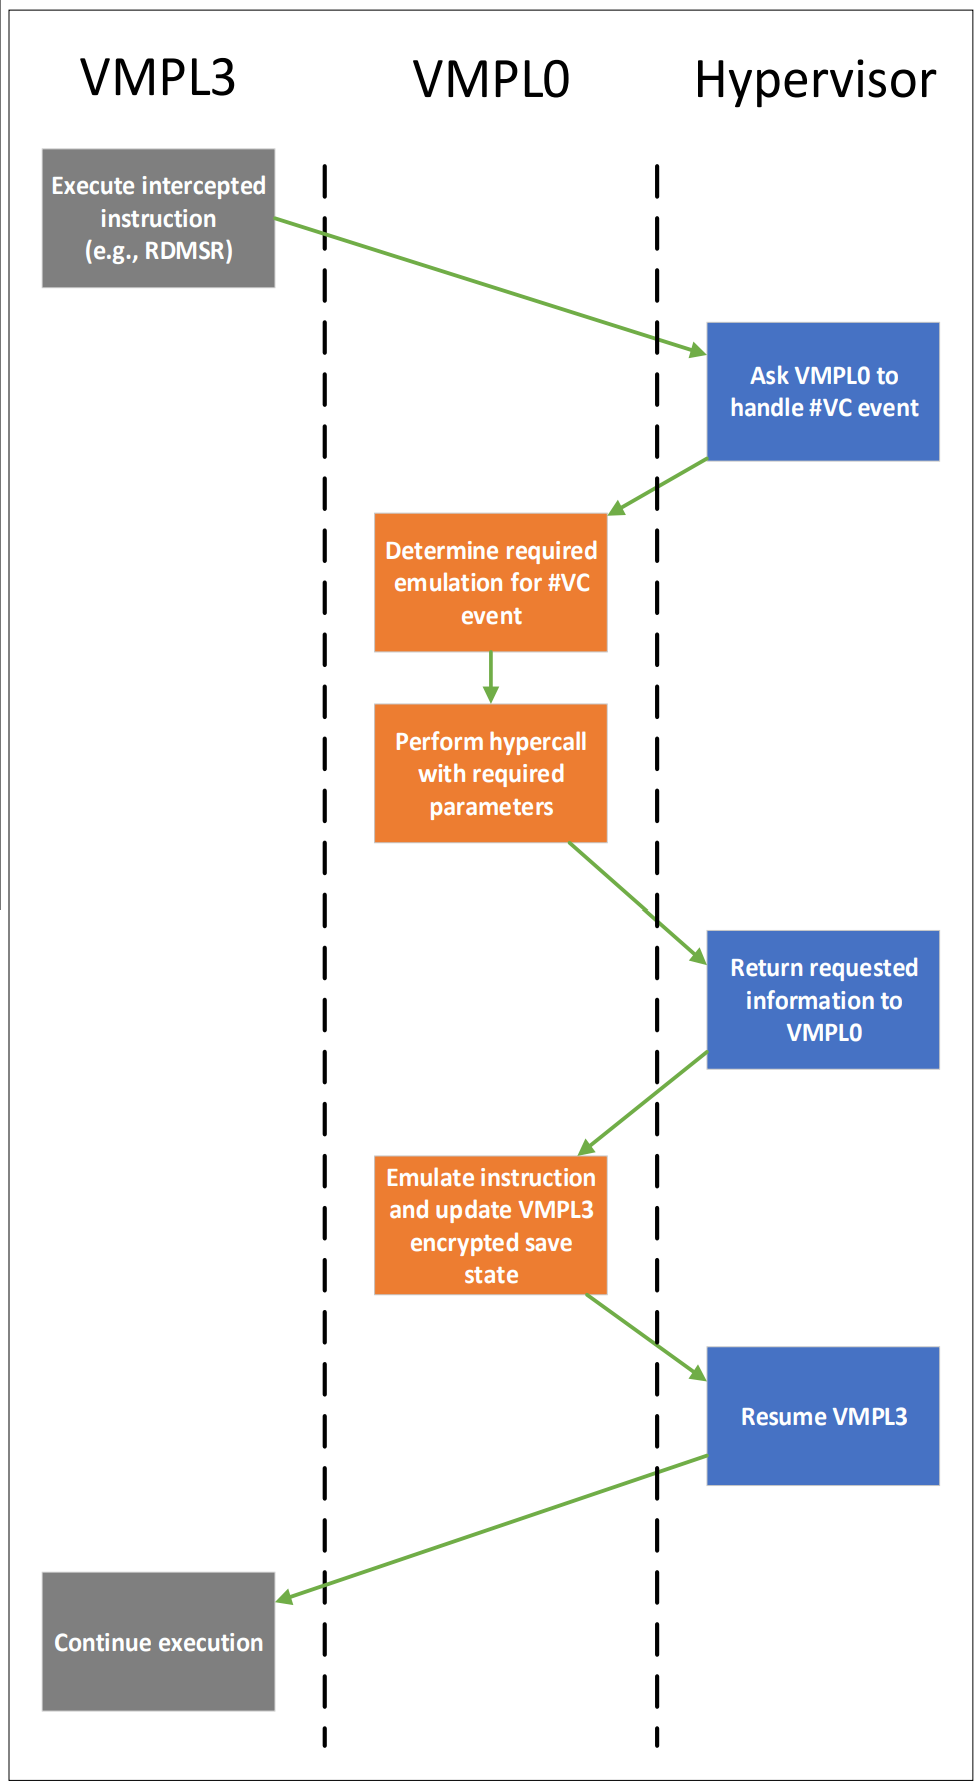 VMPL3
VMPL0
Hypervisor
Execute intercepted
instruction
(e.g., RDMSR)
Ask VMPL0 to
handle #VC event
Determine required
emulation for #VC
event
Perform hypercall
with required
parameters
Return requested
information to
VMPL0
Emulate instruction
and update VMPL3
encrypted save
state
Resume VMPL3
Continue execution